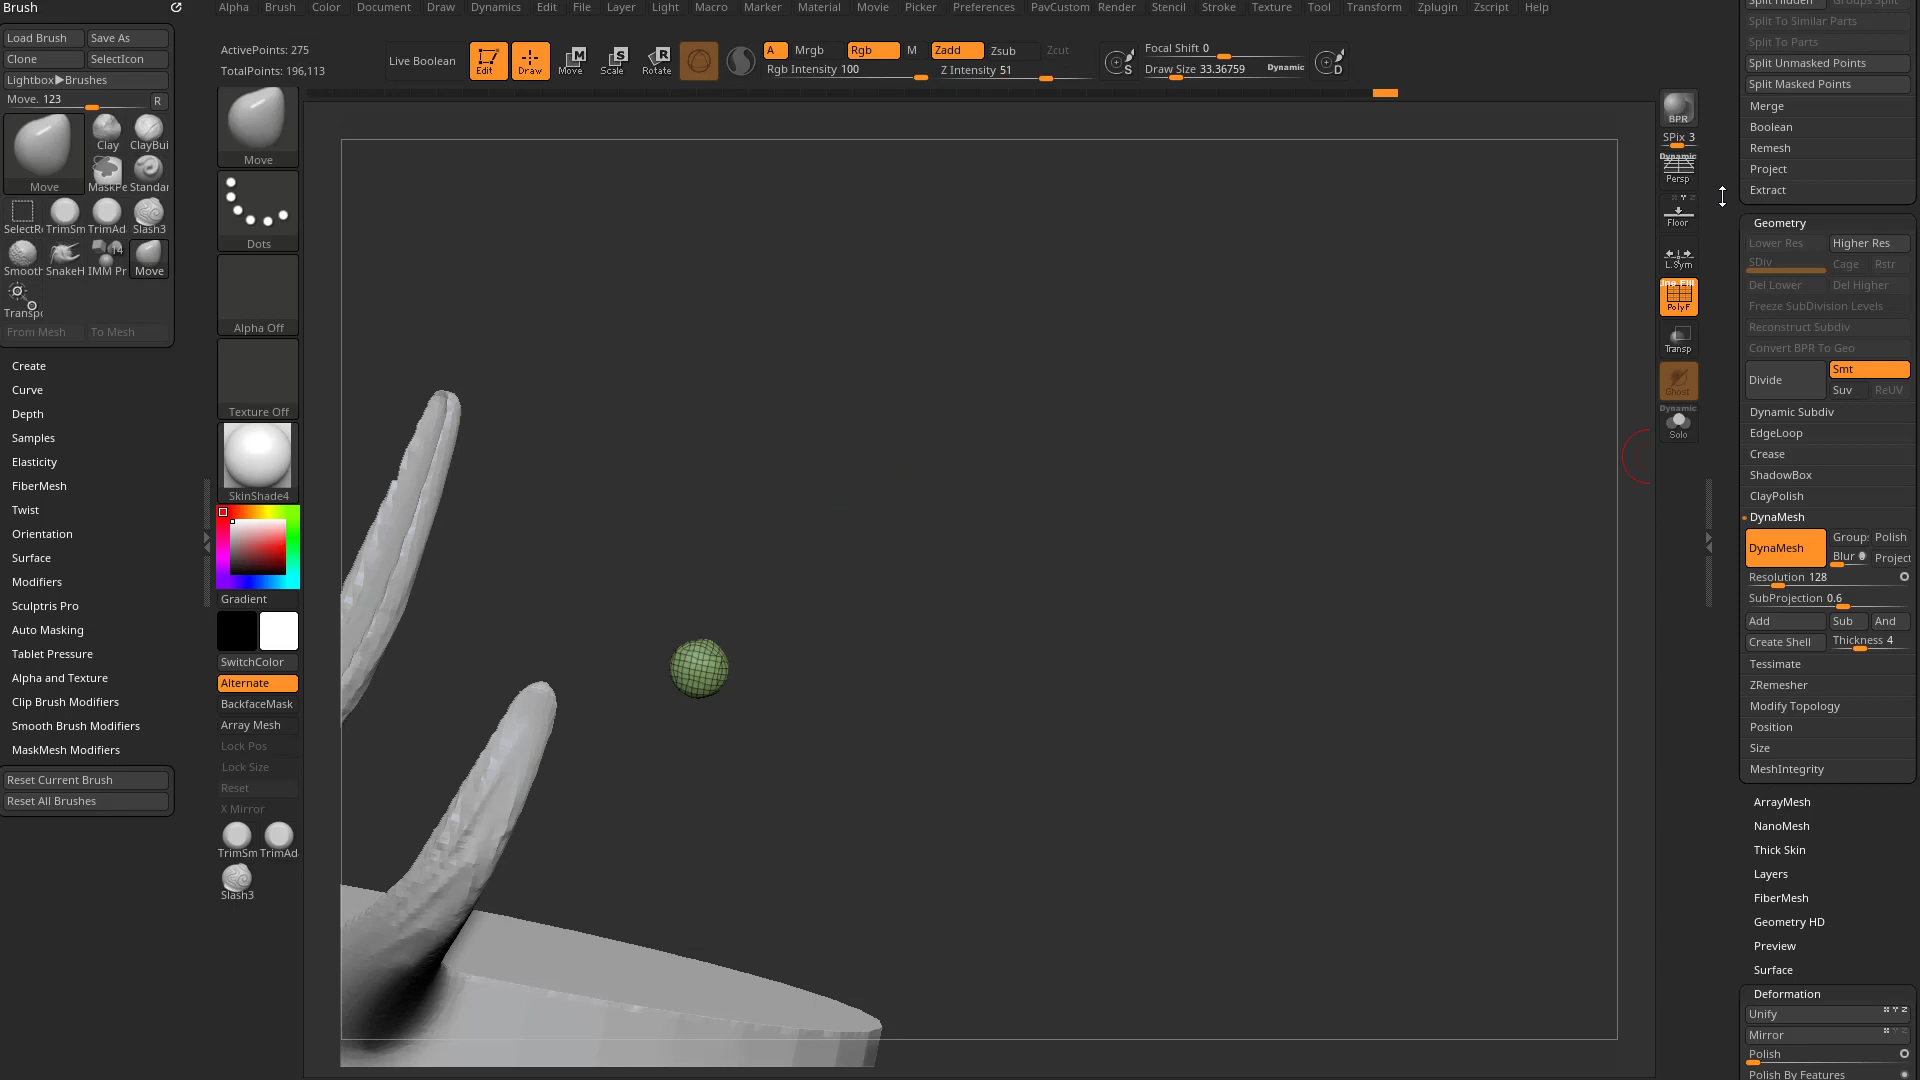 Brush
Alpha Brush Color Document Draw Dynamics Edit File Layer Light Macro Marker Material Movie Picker Preferences PavCustom Render Stencil Stroke Texture Tool Transform Zplugin Zscript Help
Load Brush Save As
Clone SelectIcon
Lightbox▶Brushes
Move. 123 R
Move
Clay ClayBui
MaskPe Standar
SelectRe TrimSm TrimAd Slash3
Smooth SnakeH IMM Pr 14 Move
Transpo
From Mesh To Mesh
Create
Curve
Depth
Samples
Elasticity
FiberMesh
Twist
Orientation
Surface
Modifiers
Sculptris Pro
Auto Masking
Tablet Pressure
Alpha and Texture
Clip Brush Modifiers
Smooth Brush Modifiers
MaskMesh Modifiers
Reset Current Brush
Reset All Brushes
ActivePoints: 275
TotalPoints: 196,113
Live Boolean
Edit Draw Move Scale Rotate
A Mrgb Rgb M Zadd Zsub Zcut
Rgb Intensity 100 Z Intensity 51
S
Focal Shift 0
Draw Size 33.36759 Dynamic
D
Move
Dots
Alpha Off
Texture Off
SkinShade4
Gradient
SwitchColor
Alternate
BackfaceMask
Array Mesh
Lock Pos
Lock Size
Reset
X Mirror
TrimSm TrimAd
Slash3
BPR
SPix 3
Dynamic
Persp
Floor
L.Sym
Line Fill
PolyF
Transp
Ghost
Dynamic
Solo
Split Hidden Groups Split
Split To Similar Parts
Split To Parts
Split Unmasked Points
Split Masked Points
Merge
Boolean
Remesh
Project
Extract
Geometry
Lower Res Higher Res
SDiv Cage Rstr
Del Lower Del Higher
Freeze SubDivision Levels
Reconstruct Subdiv
Convert BPR To Geo
Divide Smt
Suv ReUV
Dynamic Subdiv
EdgeLoop
Crease
ShadowBox
ClayPolish
DynaMesh
DynaMesh Groups Polish
Blur Project
Resolution 128
SubProjection 0.6
Add Sub And
Create Shell Thickness 4
Tessimate
ZRemesher
Modify Topology
Position
Size
MeshIntegrity
ArrayMesh
NanoMesh
Thick Skin
Layers
FiberMesh
Geometry HD
Preview
Surface
Deformation
Unify
Mirror
Polish
Polish By Features